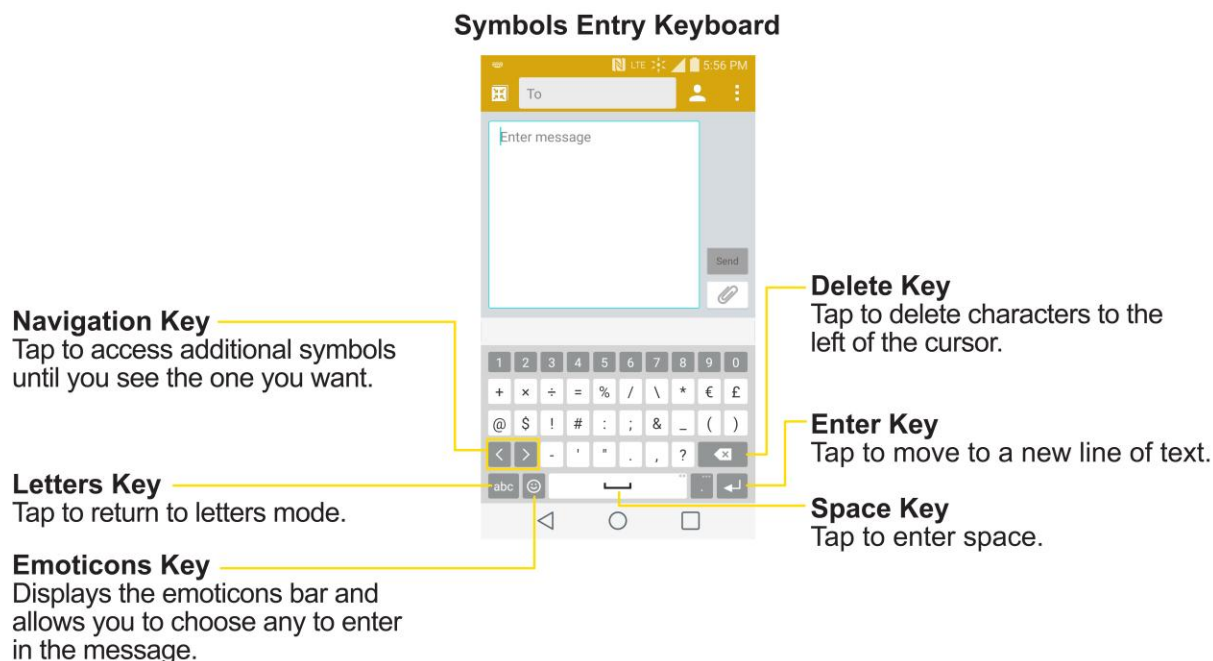 Symbols Entry Keyboard
LTE 5:56 PM
To
Enter message
Send
Navigation Key
Tap to access additional symbols
until you see the one you want.
Letters Key
Tap to return to letters mode.
Emoticons Key
Displays the emoticons bar and
allows you to choose any to enter
in the message.
1 2 3 4 5 6 7 8 9 0
+ × ÷ = % / \ * € £
@ $ ! # : ; & _ ( )
< > - ' " . , ?
abc .
Delete Key
Tap to delete characters to the
left of the cursor.
Enter Key
Tap to move to a new line of text.
Space Key
Tap to enter space.